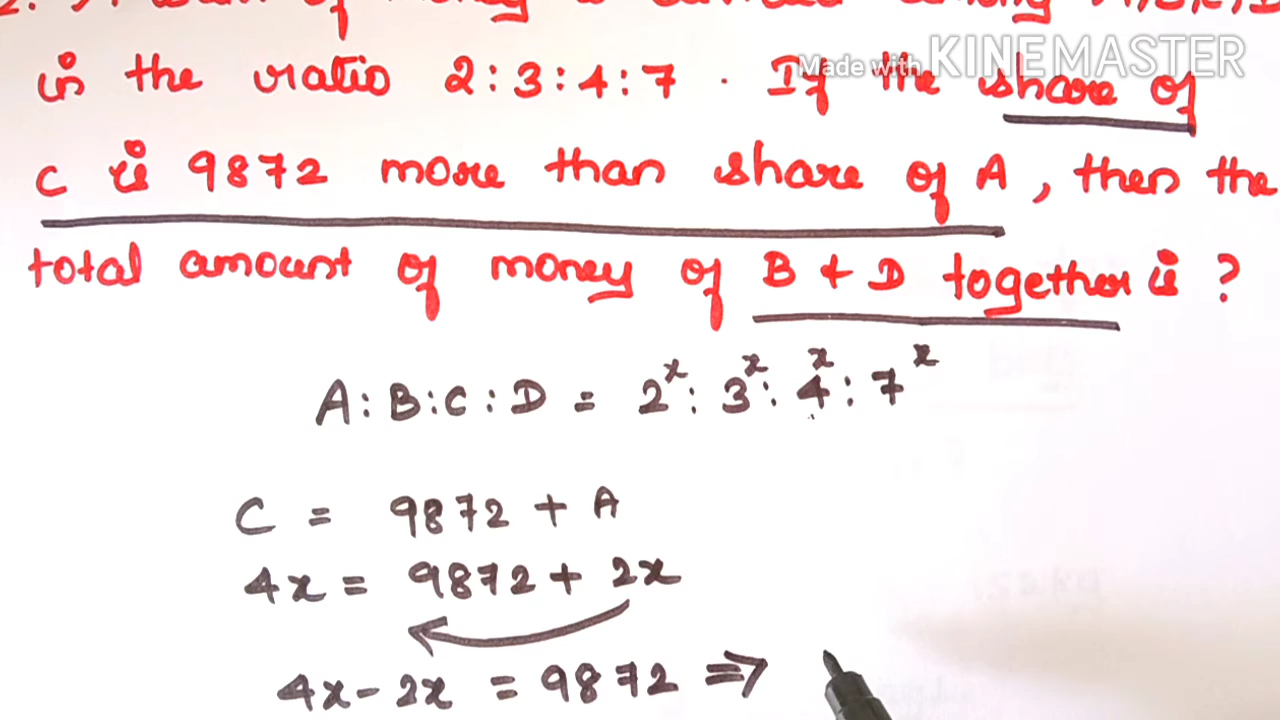 in the ratio 2:3:4:7. If the share of
Made with KINEMASTER
C is 9872 more than share of A, then the
total amount of money of B + D together is ?
A:B:C:D = 2x : 3x : 4x : 7x
C = 9872 + A
4x = 9872 + 2x
4x - 2x = 9872 ⇒